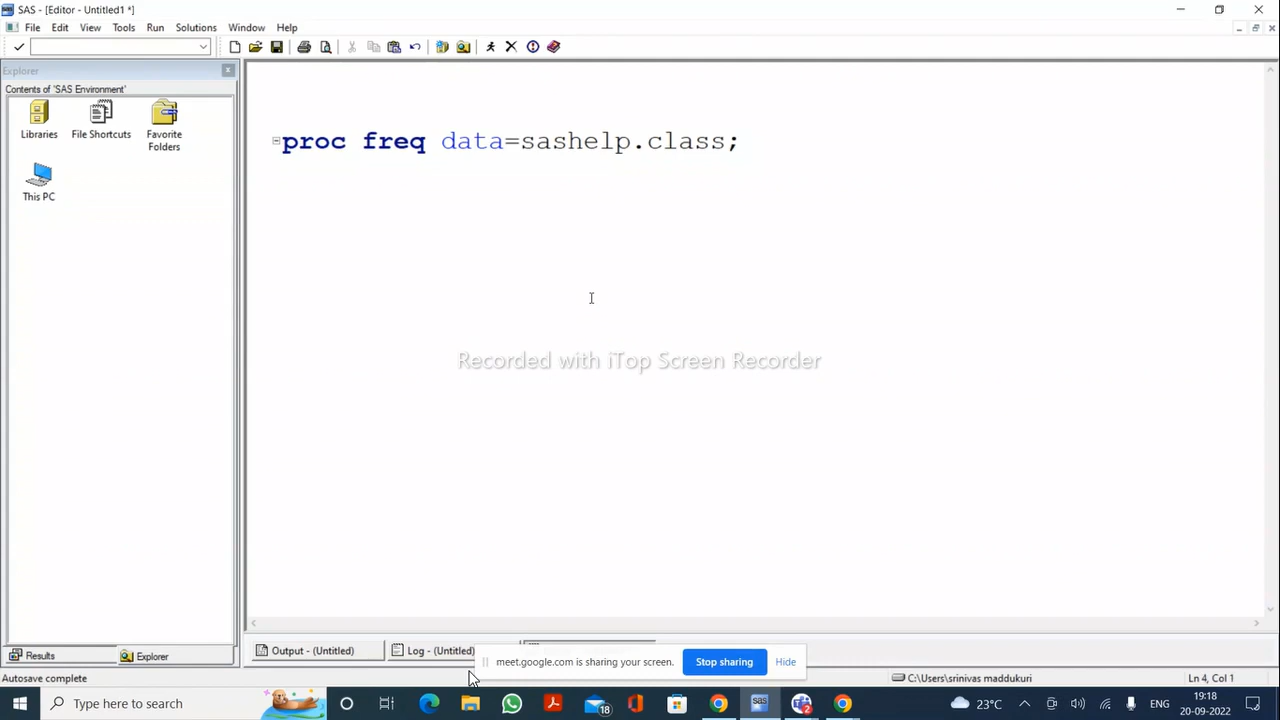 SAS - [Editor - Untitled1 *]
File Edit View Tools Run Solutions Window Help
Explorer
Contents of 'SAS Environment'
Libraries File Shortcuts Favorite Folders
This PC
proc freq data=sashelp.class;
Recorded with iTop Screen Recorder
Results Explorer
Output - (Untitled) Log - (Untitled)
meet.google.com is sharing your screen. Stop sharing Hide
Autosave complete C:\Users\srinivas maddukuri Ln 4, Col 1
Type here to search 18 SAS 2 23°C ENG 19:18
20-09-2022